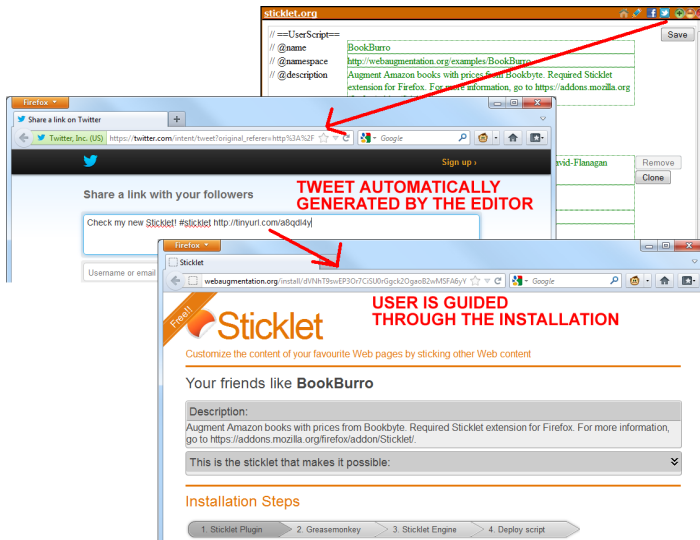 sticklet.org
// ==UserScript==
Save
// @name BookBurro
// @namespace http://webaugmentation.org/examples/BookBurro
// @description Augment Amazon books with prices from Bookbyte. Required Sticklet
extension for Firefox. For more information, go to https://addons.mozilla.org
Firefox
Share a link on Twitter
Twitter, Inc. (US) https://twitter.com/intent/tweet?original_referer=http%3A%2F
Google
Sign up ›
Share a link with your followers
Check my new Sticklet! #sticklet http://tinyurl.com/a8qdl4y
Username or email
TWEET AUTOMATICALLY
GENERATED BY THE EDITOR
vid-Flanagan
Remove
Clone
Firefox
Sticklet
Google
USER IS GUIDED
THROUGH THE INSTALLATION
Free!!
Sticklet
Customize the content of your favourite Web pages by sticking other Web content
Your friends like BookBurro
Description:
Augment Amazon books with prices from Bookbyte. Required Sticklet extension for Firefox. For more information,
go to https://addons.mozilla.org/firefox/addon/Sticklet/.
This is the sticklet that makes it possible:
Installation Steps
1. Sticklet Plugin 2. Greasemonkey 3. Sticklet Engine 4. Deploy script